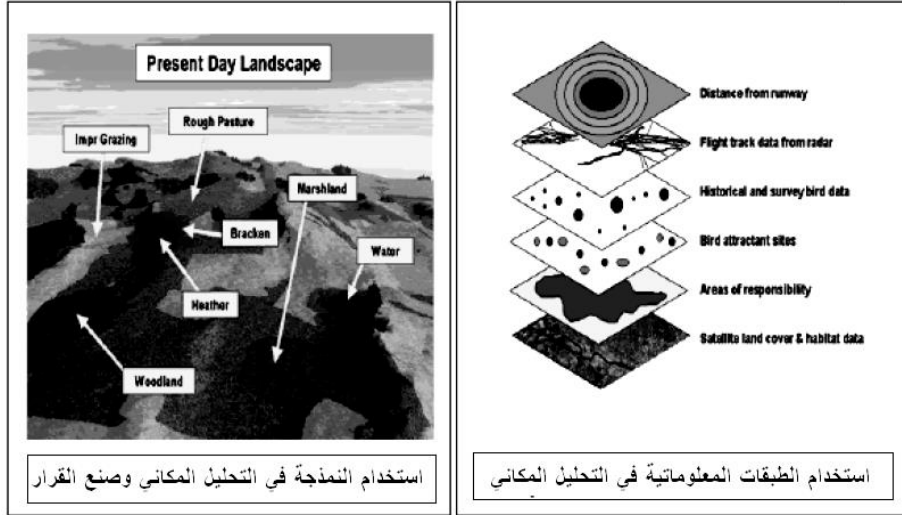 Present Day Landscape
Rough Pasture
Impr Grazing
Marshland
Bracken
Water
Heather
Woodland
استخدام النمذجة في التحليل المكاني وصنع القرار
Distance from runway
Flight track data from radar
Historical and survey bird data
Bird attractant sites
Areas of responsibility
Satellite land cover & habitat data
استخدام الطبقات المعلوماتية في التحليل المكاني